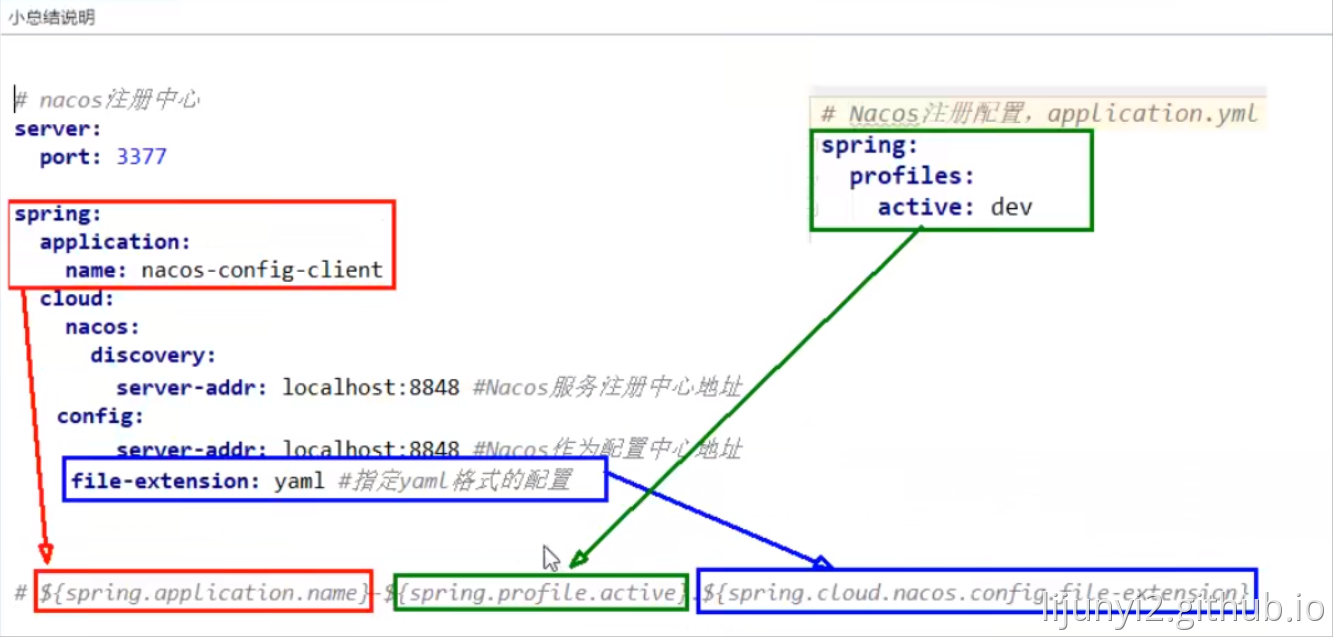 小总结说明
# nacos注册中心
server:
port: 3377
spring:
application:
name: nacos-config-client
cloud:
nacos:
discovery:
server-addr: localhost:8848 #Nacos服务注册中心地址
config:
server-addr: localhost:8848 #Nacos作为配置中心地址
file-extension: yaml #指定yaml格式的配置
# Nacos注册配置，application.yml
spring:
profiles:
active: dev
# ${spring.application.name}-${spring.profile.active}.${spring.cloud.nacos.config.file-extension}
lijunyi2.github.io